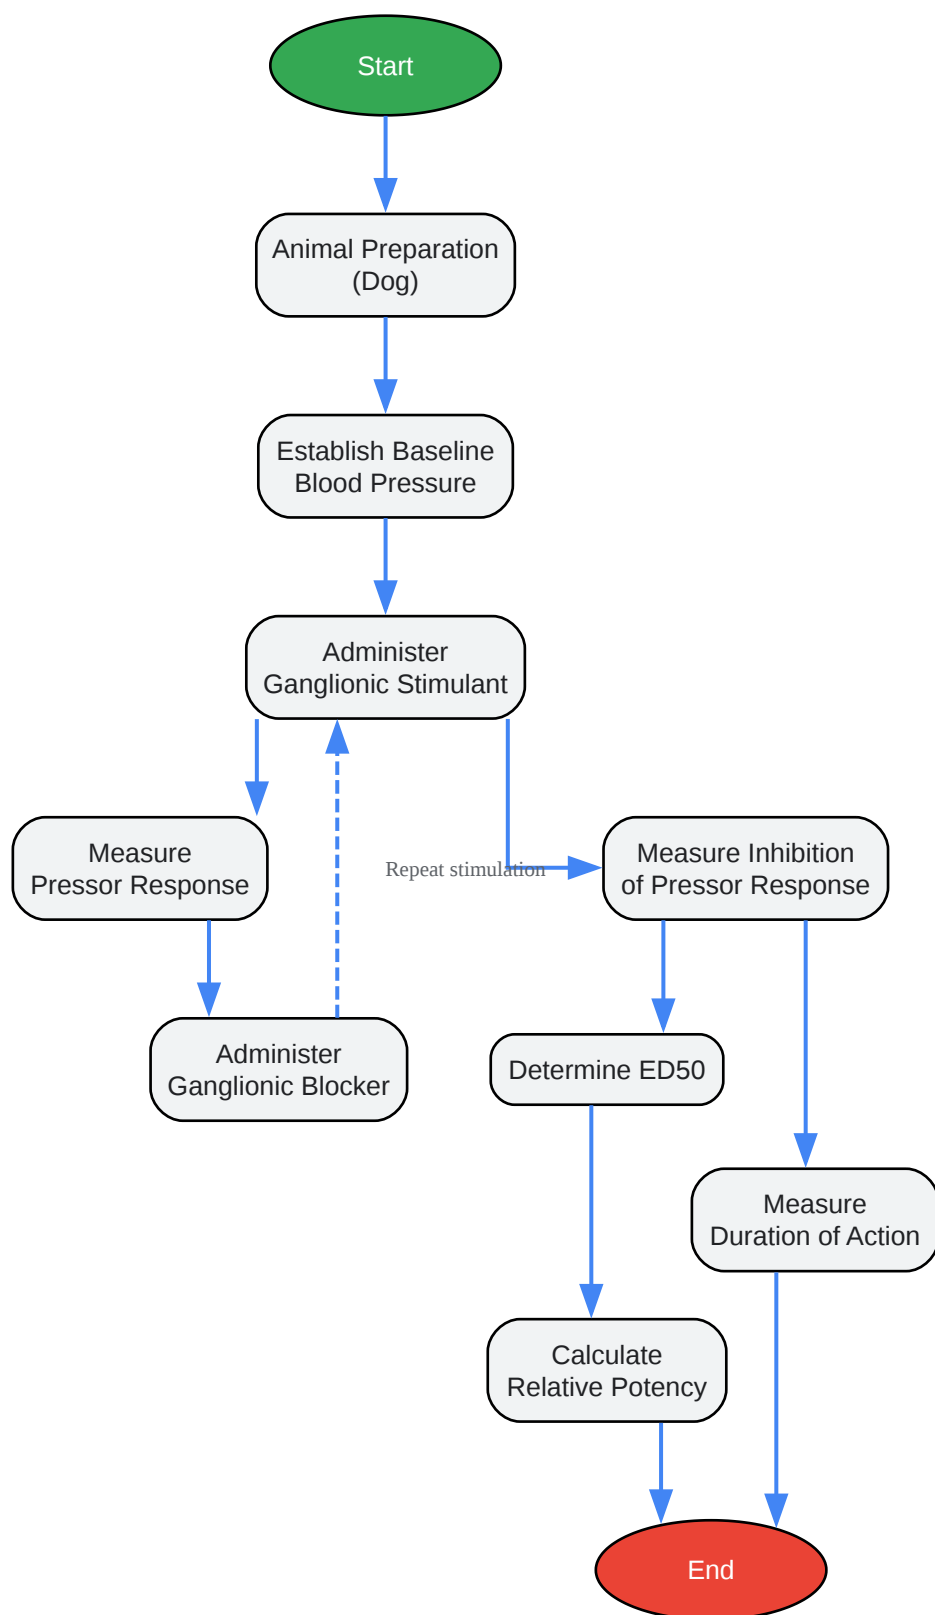 Start
Animal Preparation
(Dog)
Establish Baseline
Blood Pressure
Administer
Ganglionic Stimulant
Measure
Pressor Response
Repeat stimulation
Measure Inhibition
of Pressor Response
Administer
Ganglionic Blocker
Determine ED50
Measure
Duration of Action
Calculate
Relative Potency
End